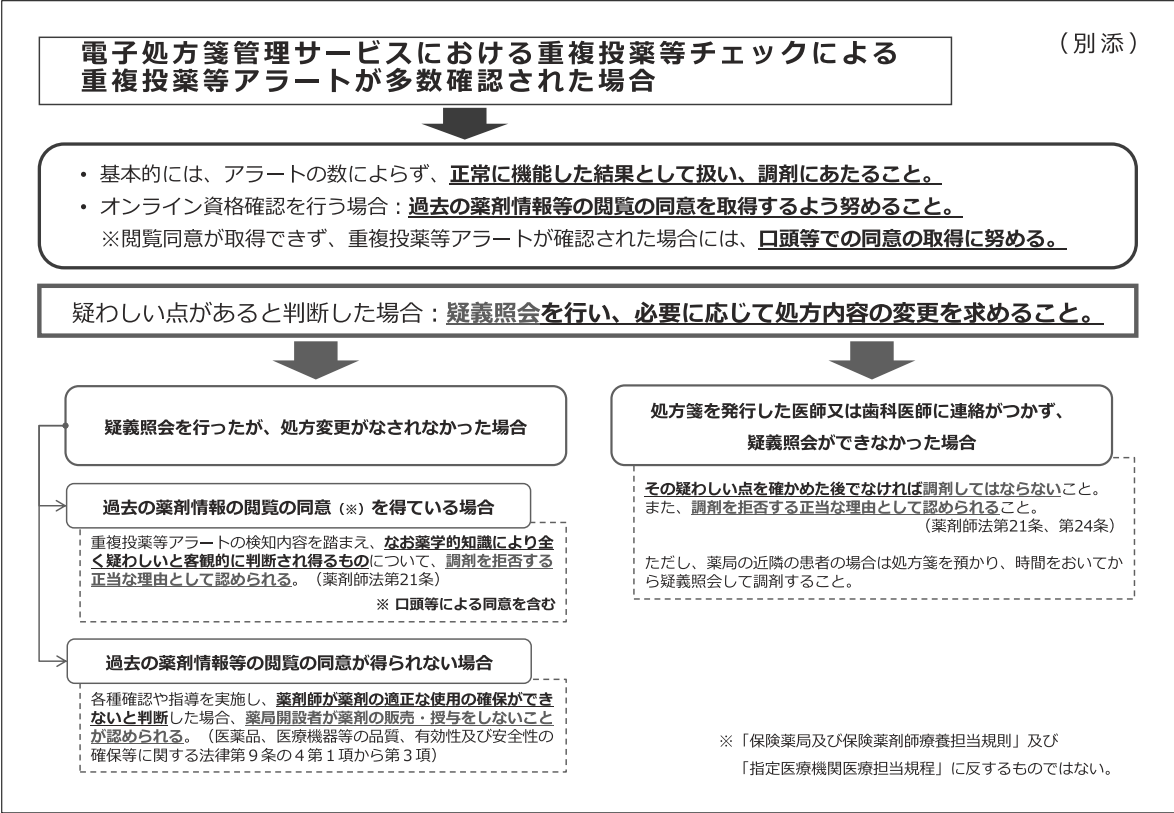 （別添）
電子処方箋管理サービスにおける重複投薬等チェックによる
重複投薬等アラートが多数確認された場合
• 基本的には、アラートの数によらず、正常に機能した結果として扱い、調剤にあたること。
• オンライン資格確認を行う場合：過去の薬剤情報等の閲覧の同意を取得するよう努めること。
※閲覧同意が取得できず、重複投薬等アラートが確認された場合には、口頭等での同意の取得に努める。
疑わしい点があると判断した場合：疑義照会を行い、必要に応じて処方内容の変更を求めること。
疑義照会を行ったが、処方変更がなされなかった場合
過去の薬剤情報の閲覧の同意（※）を得ている場合
重複投薬等アラートの検知内容を踏まえ、なお薬学的知識により全
く疑わしいと客観的に判断され得るものについて、調剤を拒否する
正当な理由として認められる。（薬剤師法第21条）
※ 口頭等による同意を含む
過去の薬剤情報等の閲覧の同意が得られない場合
各種確認や指導を実施し、薬剤師が薬剤の適正な使用の確保ができ
ないと判断した場合、薬局開設者が薬剤の販売・授与をしないこと
が認められる。（医薬品、医療機器等の品質、有効性及び安全性の
確保等に関する法律第９条の４第１項から第３項）
処方箋を発行した医師又は歯科医師に連絡がつかず、
疑義照会ができなかった場合
その疑わしい点を確かめた後でなければ調剤してはならないこと。
また、調剤を拒否する正当な理由として認められること。
（薬剤師法第21条、第24条）
ただし、薬局の近隣の患者の場合は処方箋を預かり、時間をおいてか
ら疑義照会して調剤すること。
※「保険薬局及び保険薬剤師療養担当規則」及び
「指定医療機関医療担当規程」に反するものではない。